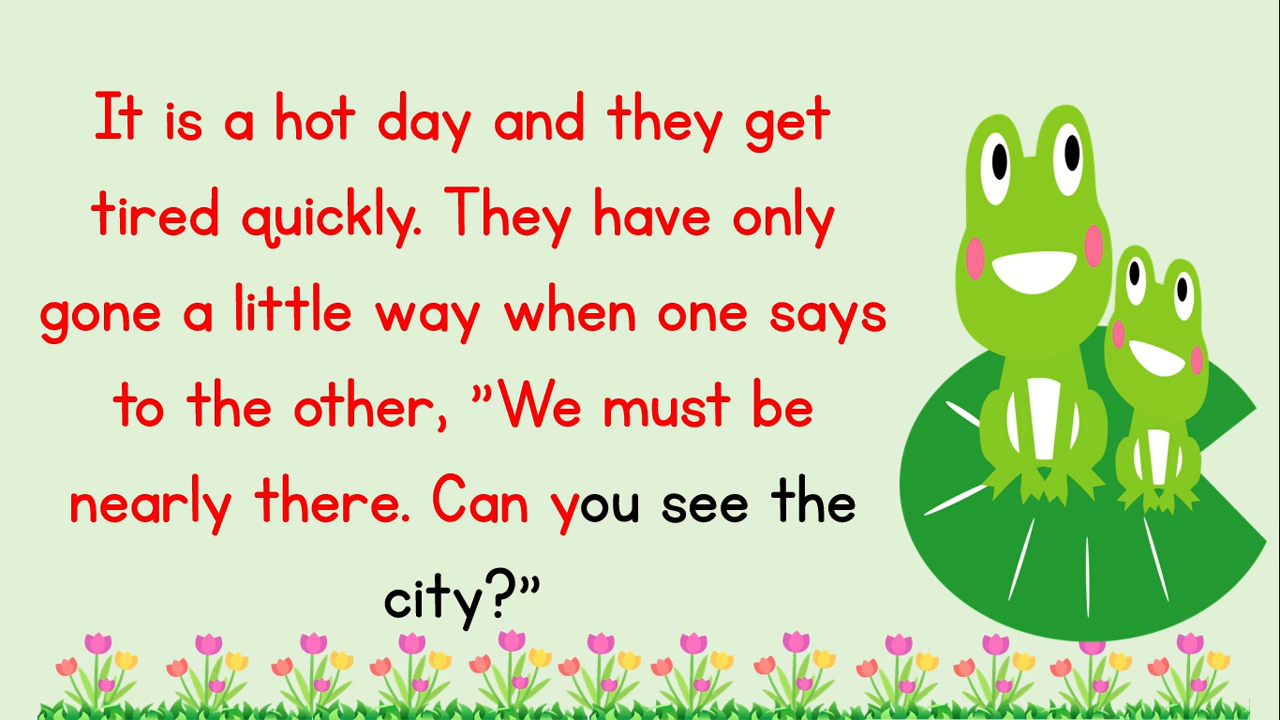 It is a hot day and they get
tired quickly. They have only
gone a little way when one says
to the other, ”We must be
nearly there. Can you see the
city?”